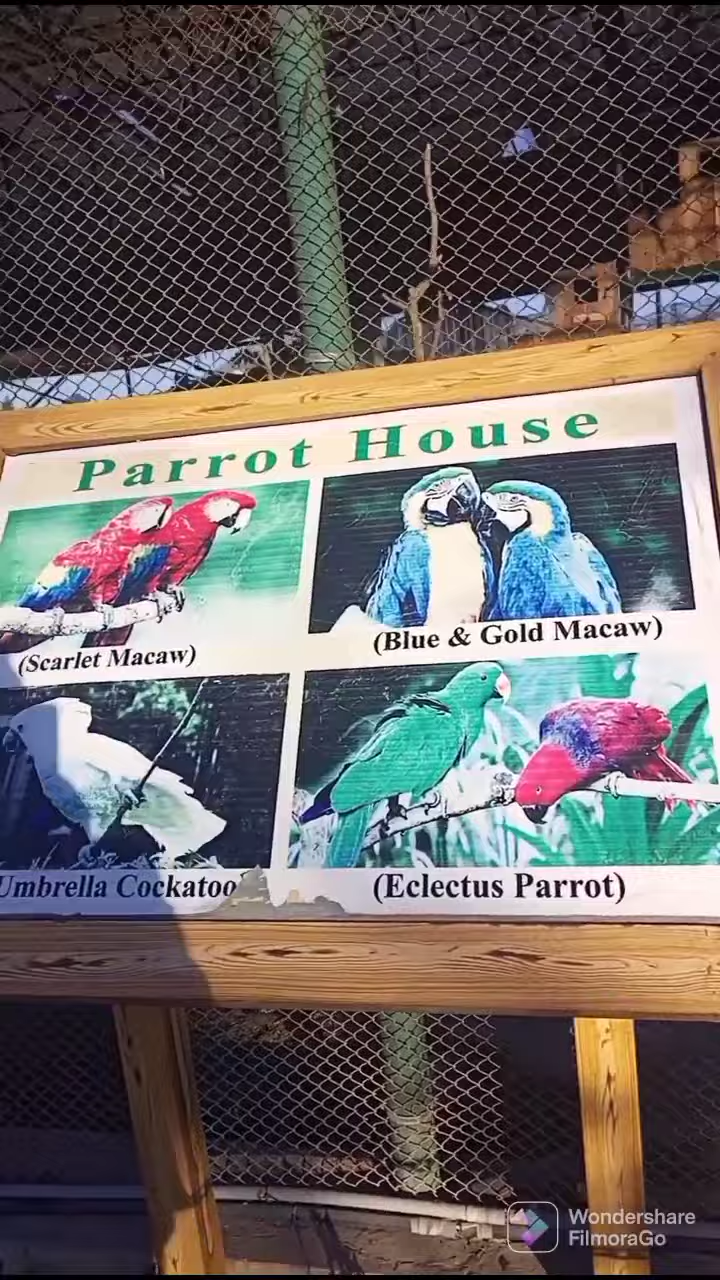 Parrot House
(Scarlet Macaw)
(Blue & Gold Macaw)
Umbrella Cockatoo
(Eclectus Parrot)
Wondershare
FilmoraGo